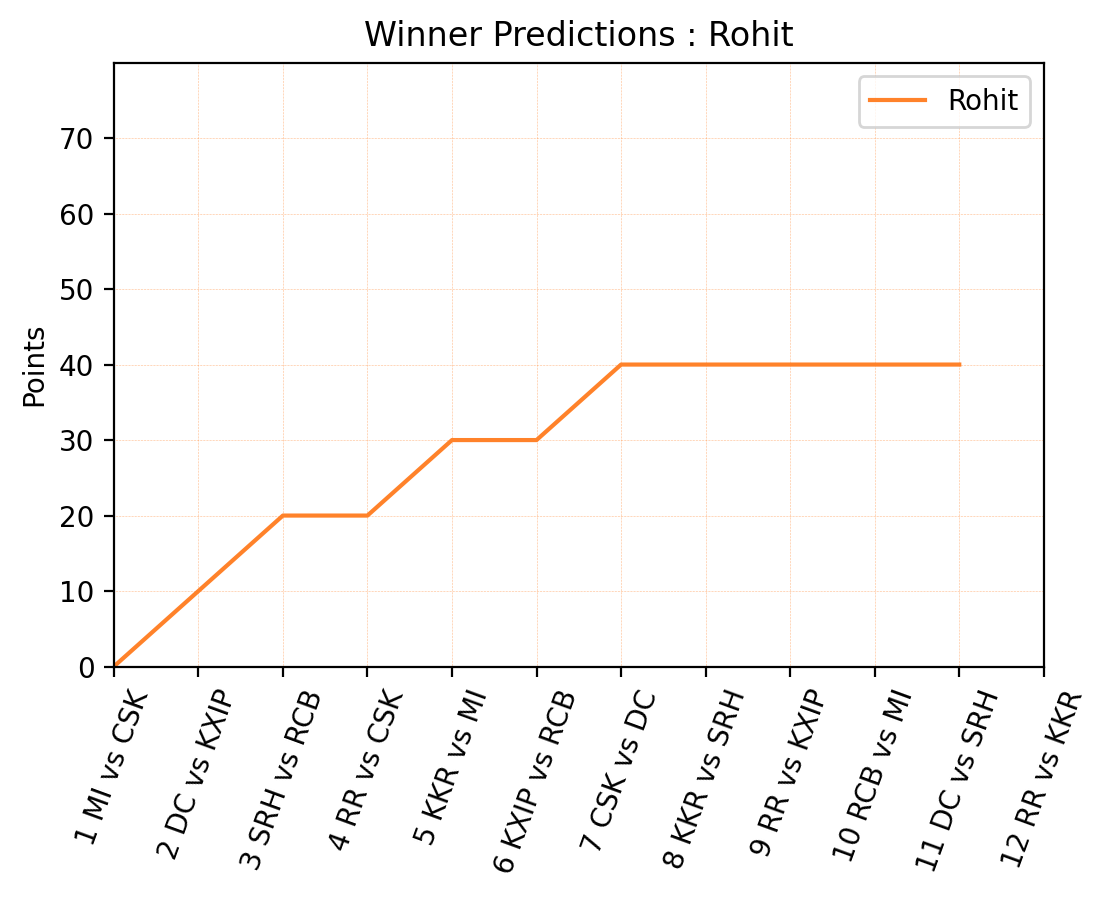 Winner Predictions : Rohit
Rohit
Points
70
60
50
40
30
20
10
0
1 MI vs CSK
2 DC vs KXIP
3 SRH vs RCB
4 RR vs CSK
5 KKR vs MI
6 KXIP vs RCB
7 CSK vs DC
8 KKR vs SRH
9 RR vs KXIP
10 RCB vs MI
11 DC vs SRH
12 RR vs KKR